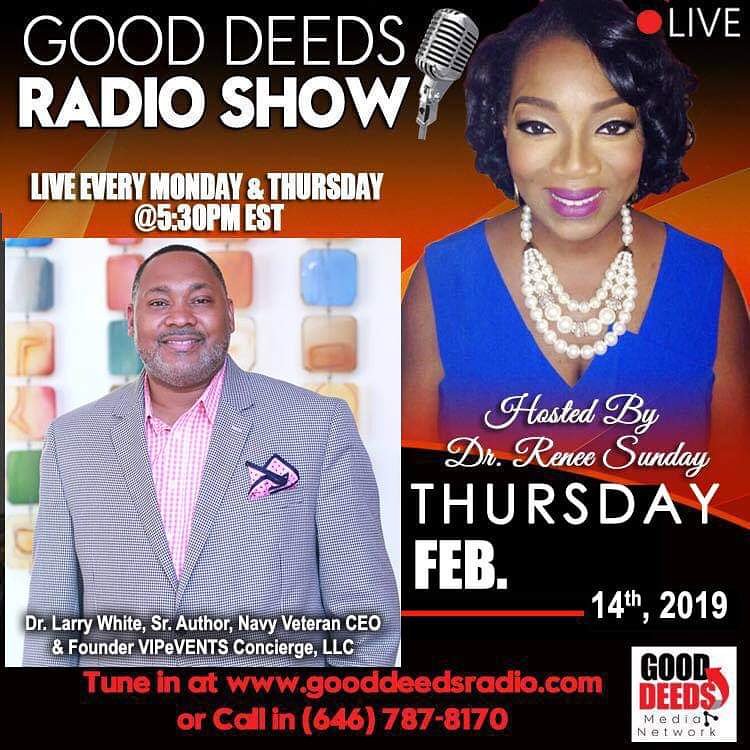 GOOD DEEDS
RADIO SHOW
LIVE
LIVE EVERY MONDAY & THURSDAY
@5:30PM EST
Hosted By
Dr. Renee Sunday
THURSDAY
FEB.
14th, 2019
Dr. Larry White, Sr. Author, Navy Veteran CEO
& Founder VIPeVENTS Concierge, LLC
Tune in at www.gooddeedsradio.com
or Call in (646) 787-8170
GOOD
DEEDS
Media
Network